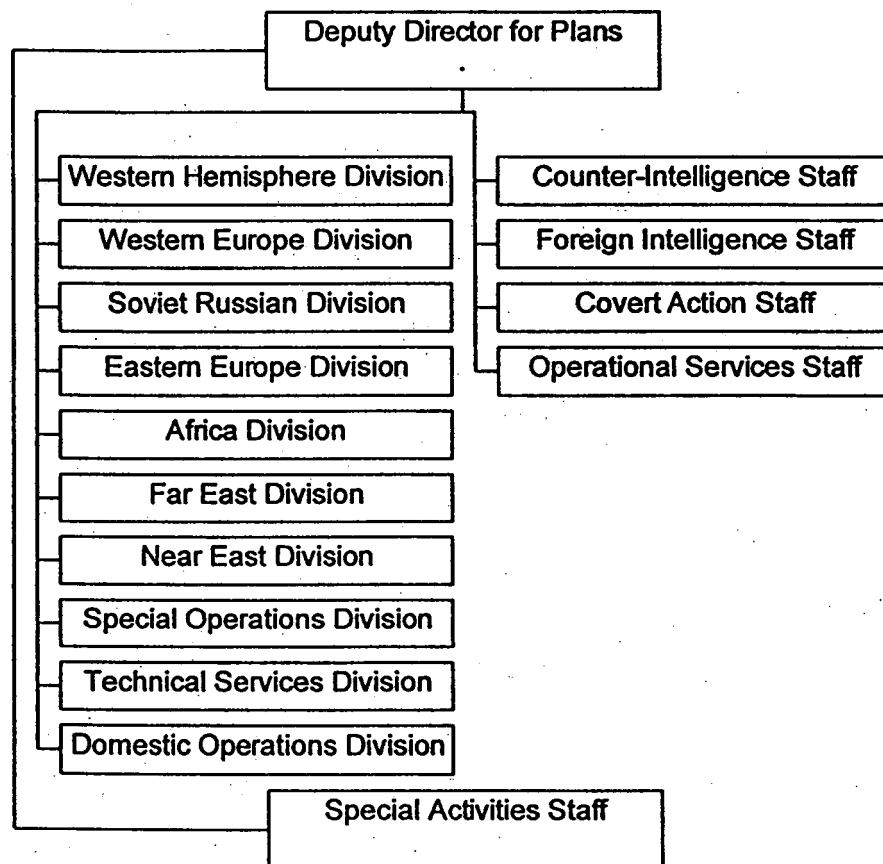 Deputy Director for Plans
Western Hemisphere Division
Western Europe Division
Soviet Russian Division
Eastern Europe Division
Africa Division
Far East Division
Near East Division
Special Operations Division
Technical Services Division
Domestic Operations Division
Counter-Intelligence Staff
Foreign Intelligence Staff
Covert Action Staff
Operational Services Staff
Special Activities Staff